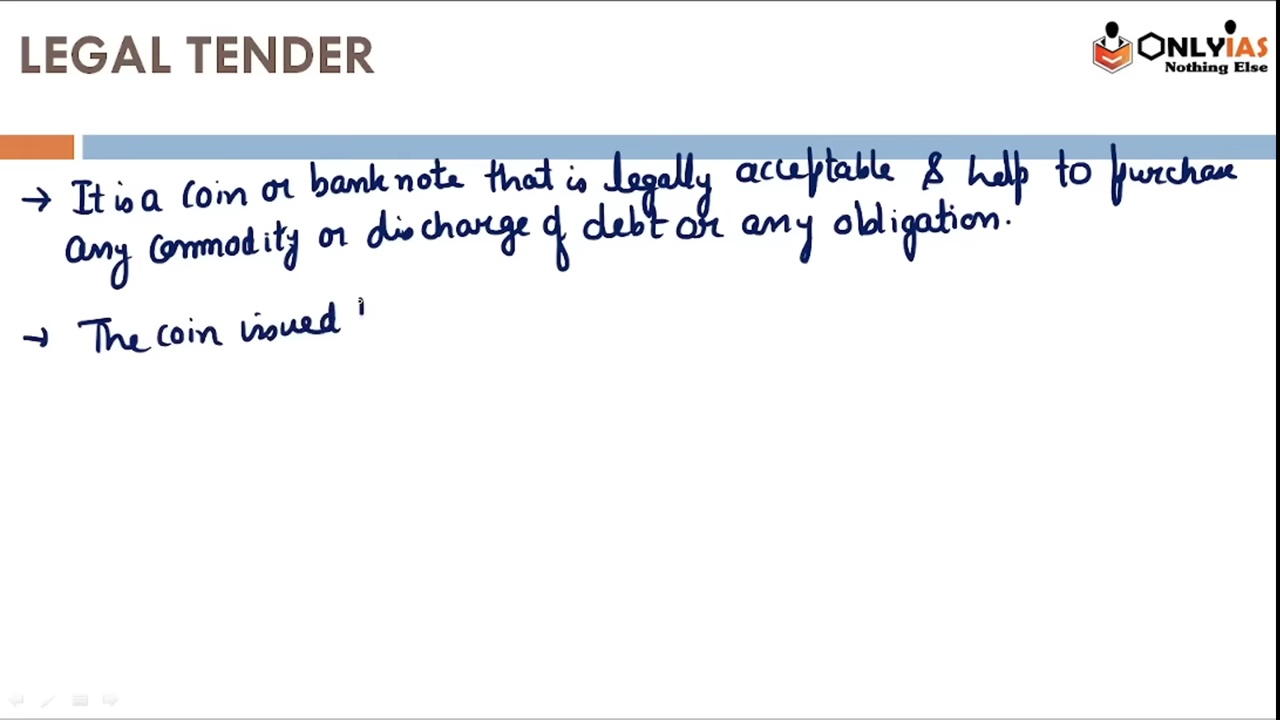 LEGAL TENDER
ONLYIAS
Nothing Else
→ It is a coin or bank note that is legally acceptable & help to purchase
any commodity or discharge of debt or any obligation.
→ The coin issued